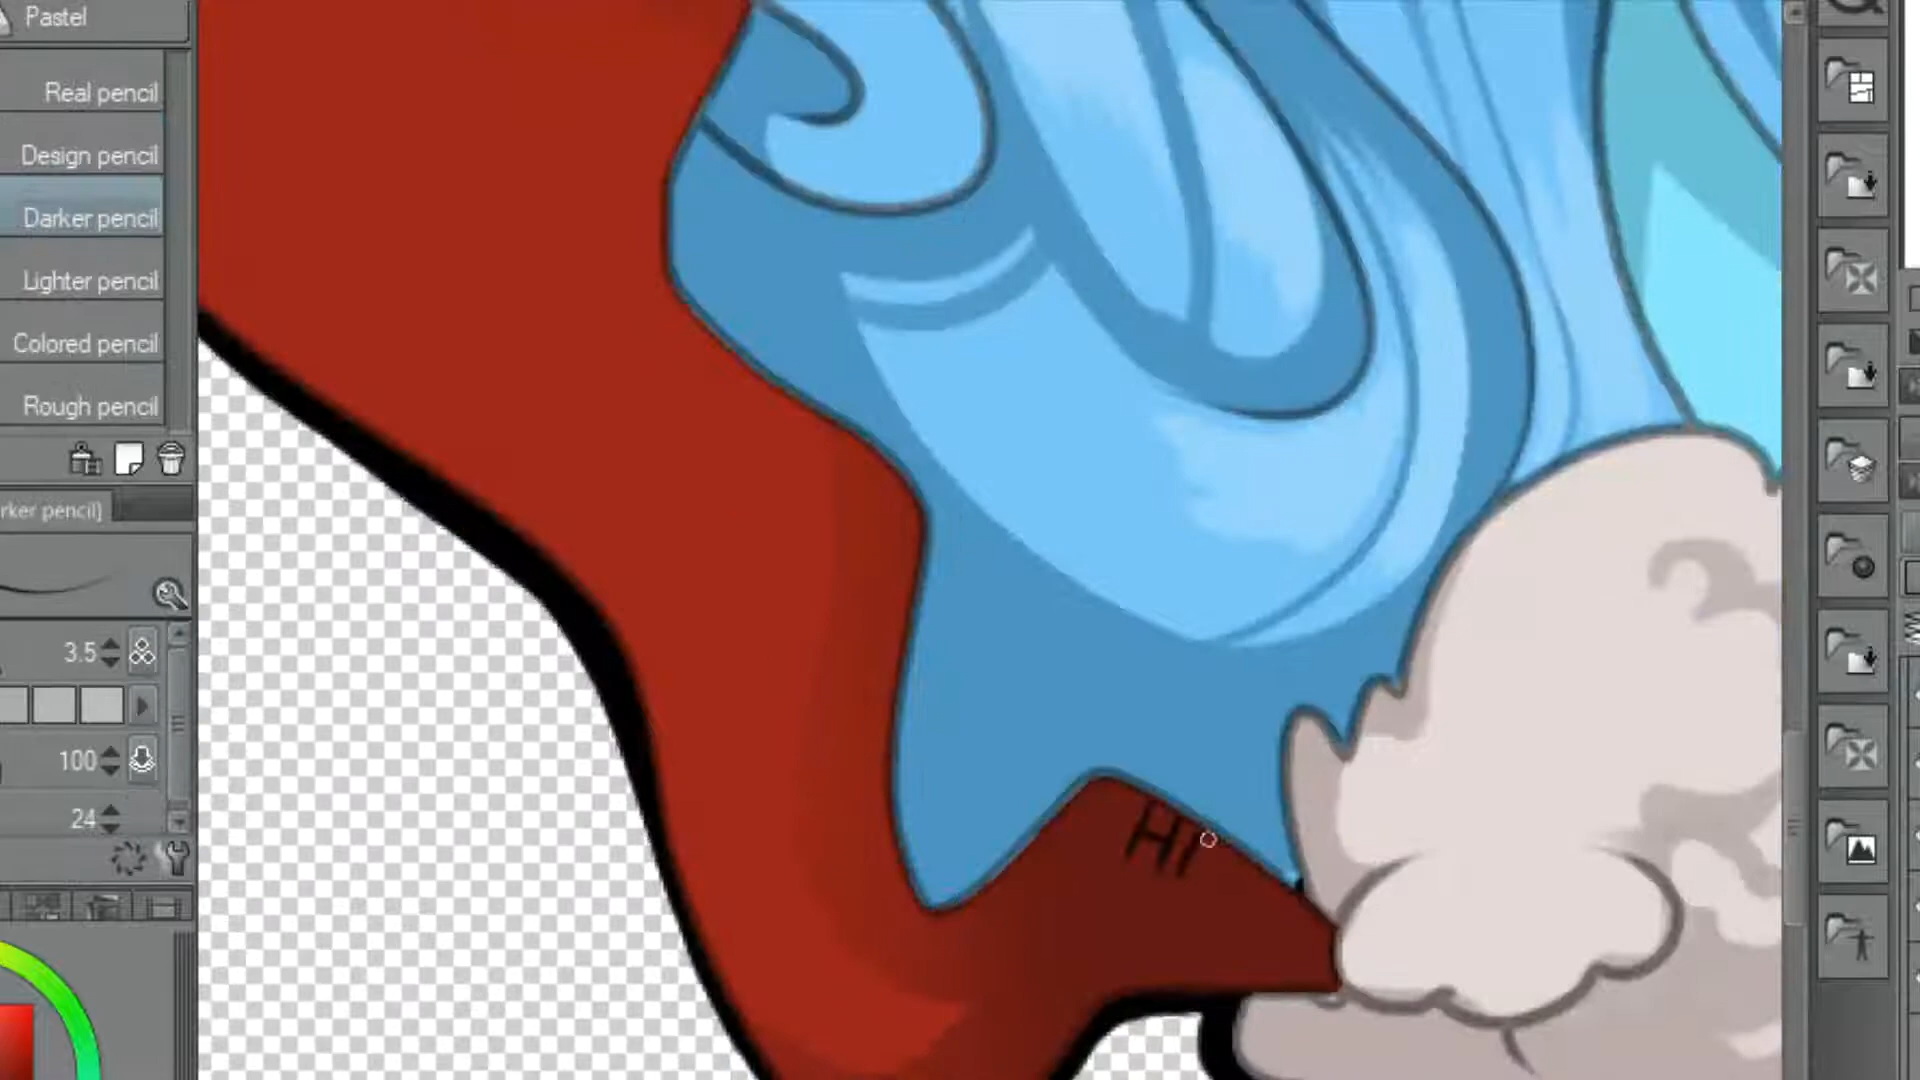 Pastel
Real pencil
Design pencil
Darker pencil
Lighter pencil
Colored pencil
Rough pencil
rker pencil]
3.5
100
24
HI